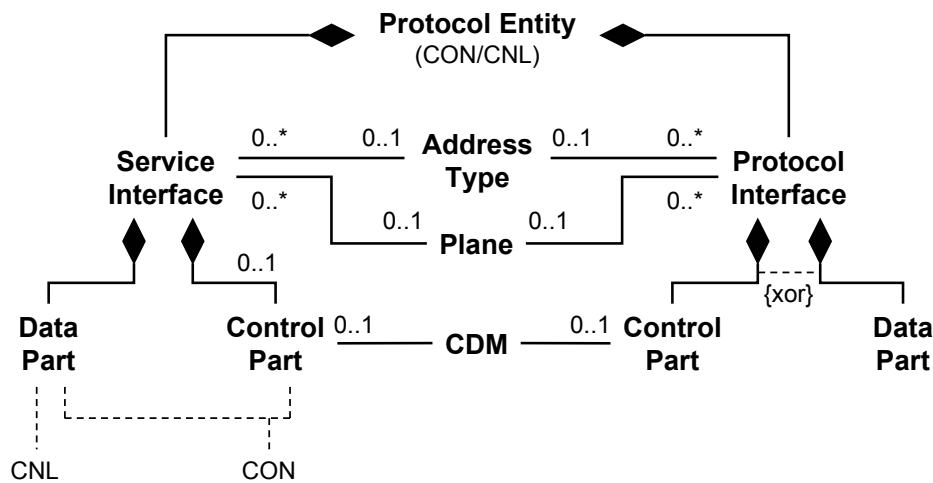 Protocol Entity
(CON/CNL)
0..* 0..1 Address 0..1 0..*
Service Type Protocol
Interface Interface
0..* 0..1 Plane 0..1 0..*
0..1
{xor}
Data Control 0..1 CDM 0..1 Control Data
Part Part Part Part
CNL CON